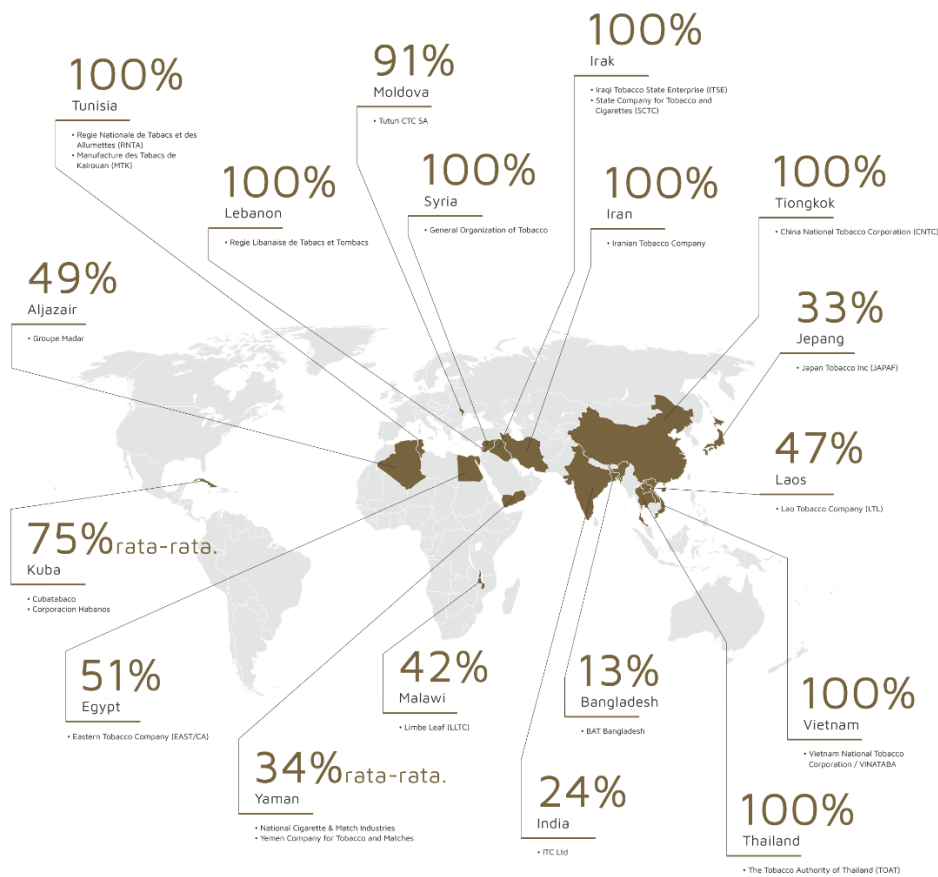 100%
Tunisia
• Regie Nationale de Tabacs et des
Allumettes (RNTA)
• Manufacture des Tabacs de
Kairouan (MTK)
91%
Moldova
• Tutun CTC SA
100%
Irak
• Iraqi Tobacco State Enterprise (ITSE)
• State Company for Tobacco and
Cigarettes (SCTC)
100%
Lebanon
• Regie Libanaise de Tabacs et Tombacs
100%
Syria
• General Organization of Tobacco
100%
Iran
• Iranian Tobacco Company
100%
Tiongkok
• China National Tobacco Corporation (CNTC)
49%
Aljazair
• Groupe Madar
33%
Jepang
• Japan Tobacco Inc (JAPAF)
47%
Laos
• Lao Tobacco Company (LTL)
75%rata-rata.
Kuba
• Cubatabaco
• Corporacion Habanos
51%
Egypt
• Eastern Tobacco Company (EAST/CA)
42%
Malawi
• Limbe Leaf (LLTC)
13%
Bangladesh
• BAT Bangladesh
100%
Vietnam
• Vietnam National Tobacco
Corporation / VINATABA
34%rata-rata.
Yaman
• National Cigarette & Match Industries
• Yemen Company for Tobacco and Matches
24%
India
• ITC Ltd
100%
Thailand
• The Tobacco Authority of Thailand (TOAT)